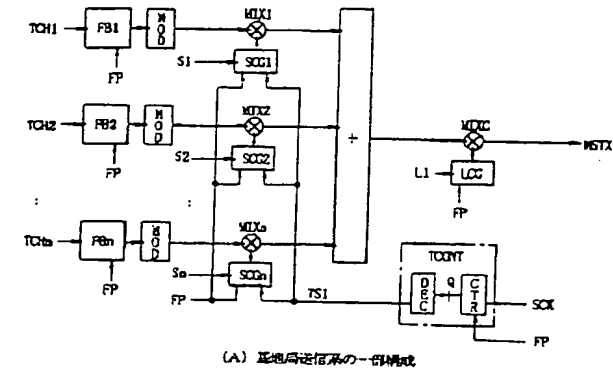 TCH1
FB1
MOD
MIX1
FP
S1
SCG1
TCH2
FB2
MOD
MIX2
FP
S2
SCG2
+
MIXC
MSTX
L1
LCG
FP
:
:
TCHn
FBn
MOD
MIXn
FP
Sn
SCGn
FP
TS1
TCGNT
DEC
Q
CTR
SCK
FP
(A) 基地局送信系の一部構成